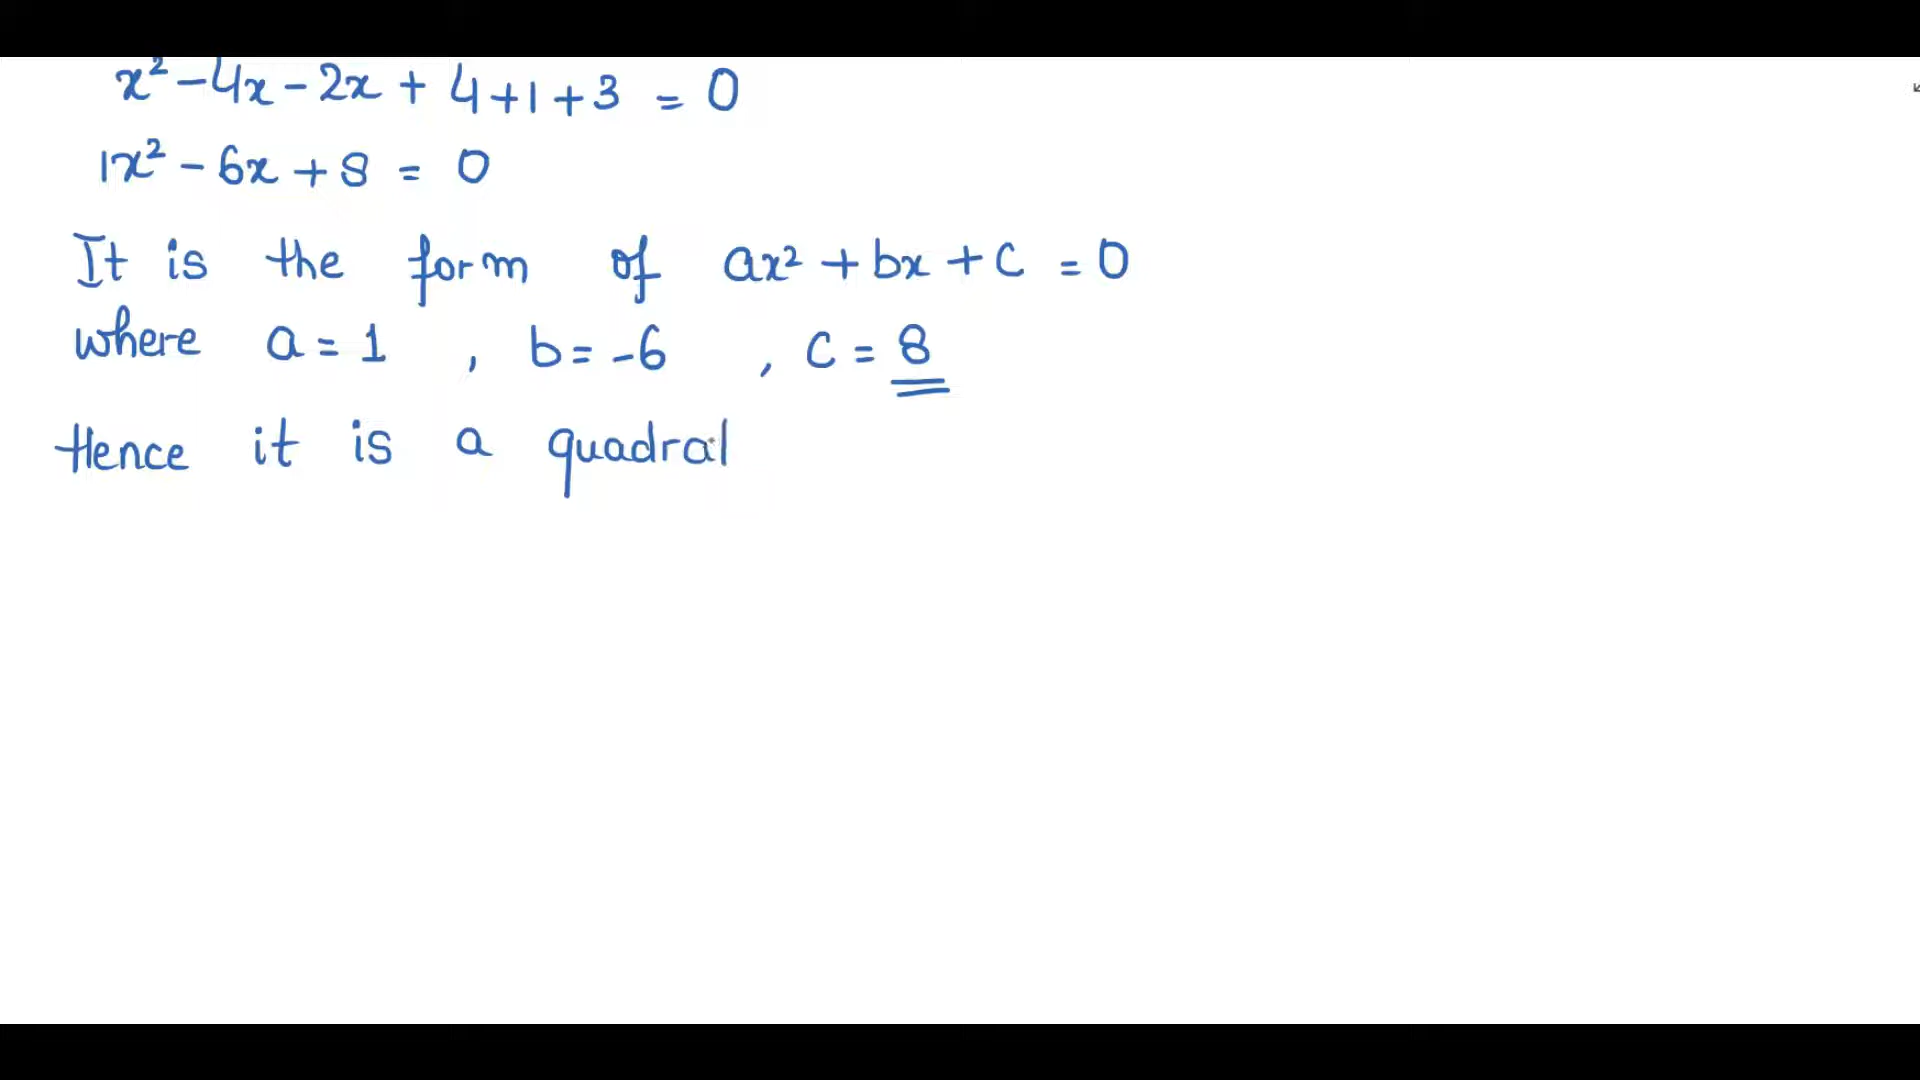 x² - 4x - 2x + 4 + 1 + 3 = 0
1x² - 6x + 8 = 0
It is the form of ax² + bx + c = 0
where a = 1 , b = -6 , c = 8
Hence it is a quadral